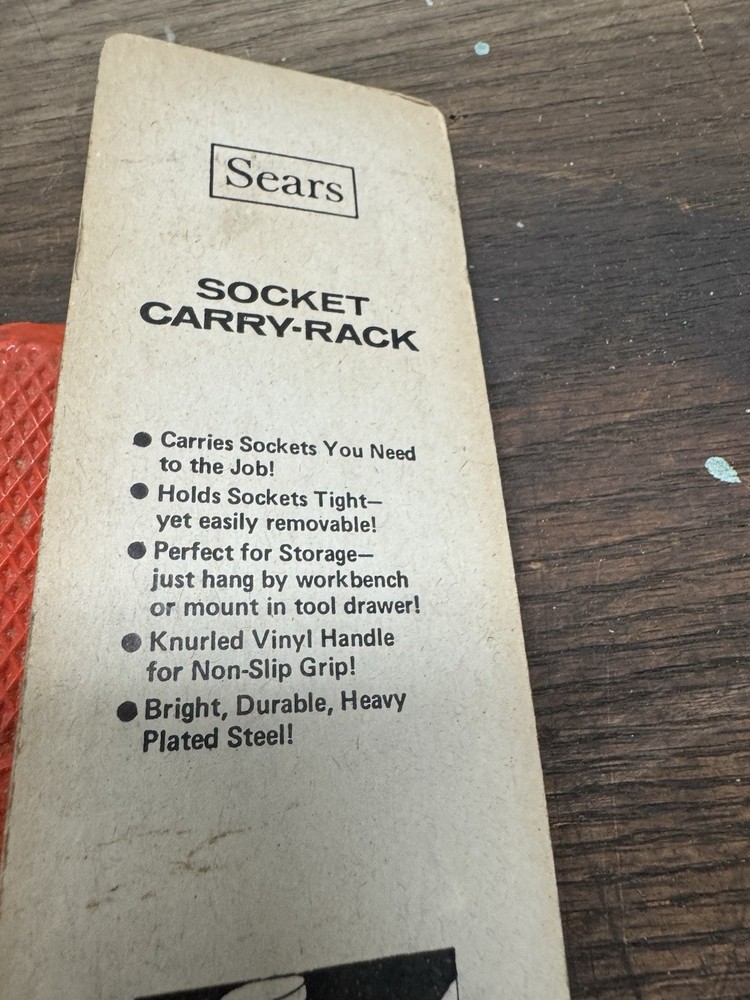 Sears
SOCKET
CARRY-RACK
● Carries Sockets You Need
to the Job!
● Holds Sockets Tight—
yet easily removable!
● Perfect for Storage—
just hang by workbench
or mount in tool drawer!
● Knurled Vinyl Handle
for Non-Slip Grip!
● Bright, Durable, Heavy
Plated Steel!